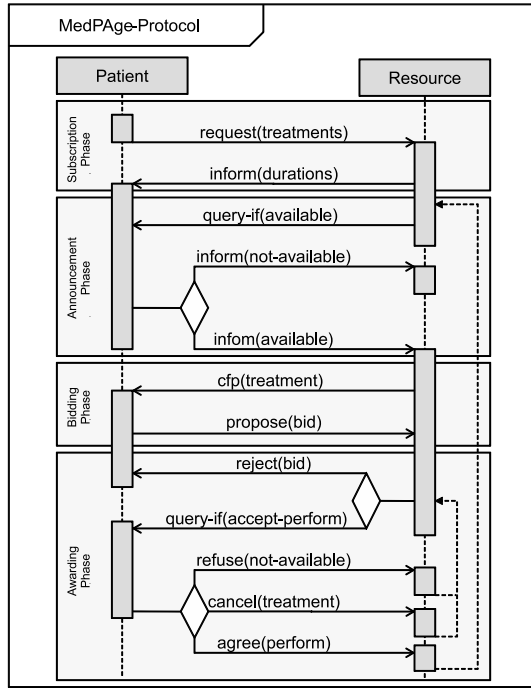 MedPAge-Protocol
Patient
Resource
Subscription
Phase
request(treatments)
inform(durations)
Announcement
Phase
query-if(available)
inform(not-available)
infom(available)
Bidding
Phase
cfp(treatment)
propose(bid)
Awarding
Phase
reject(bid)
query-if(accept-perform)
refuse(not-available)
cancel(treatment)
agree(perform)